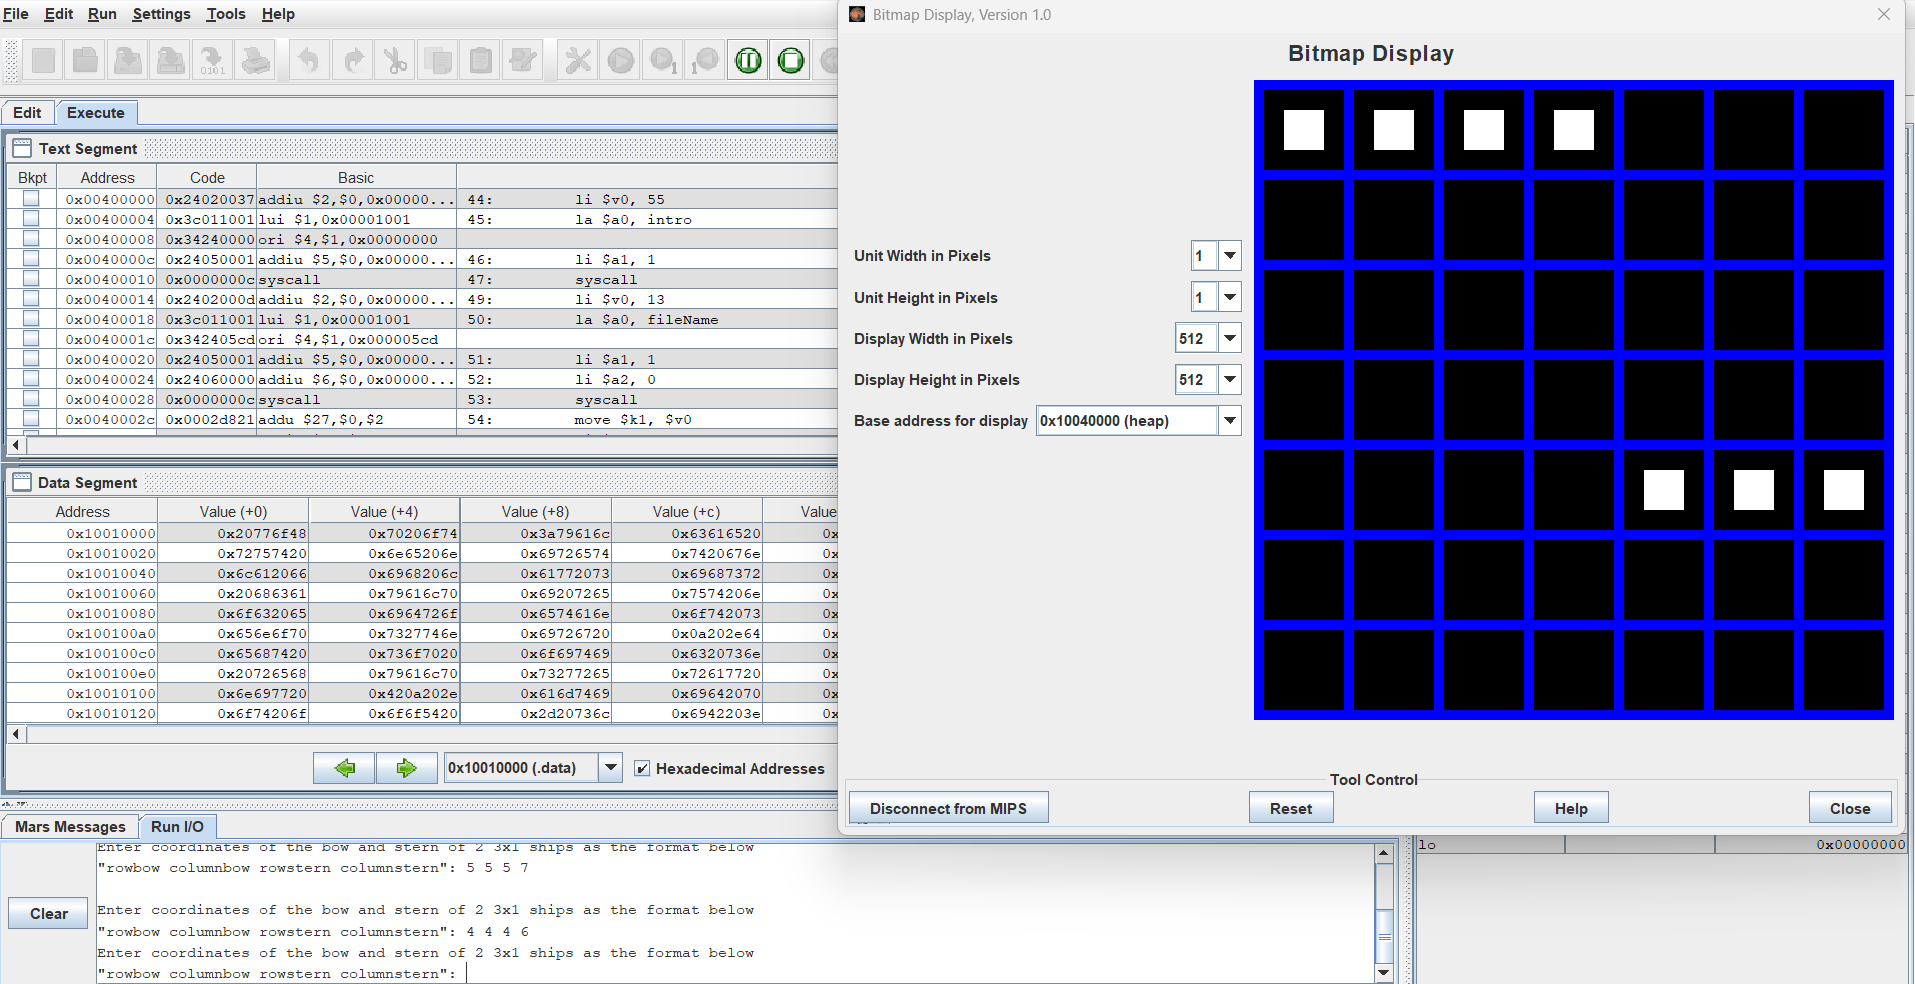 File Edit Run Settings Tools Help
Edit Execute
Text Segment
Bkpt Address Code Basic
0x00400000 0x24020037 addiu $2,$0,0x00000... 44: li $v0, 55
0x00400004 0x3c011001 lui $1,0x00001001 45: la $a0, intro
0x00400008 0x34240000 ori $4,$1,0x00000000
0x0040000c 0x24050001 addiu $5,$0,0x00000... 46: li $a1, 1
0x00400010 0x0000000c syscall 47: syscall
0x00400014 0x2402000d addiu $2,$0,0x00000... 49: li $v0, 13
0x00400018 0x3c011001 lui $1,0x00001001 50: la $a0, fileName
0x0040001c 0x342405cd ori $4,$1,0x000005cd
0x00400020 0x24050001 addiu $5,$0,0x00000... 51: li $a1, 1
0x00400024 0x24060000 addiu $6,$0,0x00000... 52: li $a2, 0
0x00400028 0x0000000c syscall 53: syscall
0x0040002c 0x0002d821 addu $27,$0,$2 54: move $k1, $v0
Data Segment
Address Value (+0) Value (+4) Value (+8) Value (+c) Value
0x10010000 0x20776f48 0x70206f74 0x3a79616c 0x63616520 0x
0x10010020 0x72757420 0x6e65206e 0x69726574 0x7420676e 0x
0x10010040 0x6c612066 0x6968206c 0x61772073 0x69687372 0x
0x10010060 0x20686361 0x79616c70 0x69207265 0x7574206e 0x
0x10010080 0x6f632065 0x6964726f 0x6574616e 0x6f742073 0x
0x100100a0 0x656e6f70 0x7327746e 0x69726720 0x0a202e64 0x
0x100100c0 0x65687420 0x736f7020 0x6f697469 0x6320736e 0x
0x100100e0 0x20726568 0x79616c70 0x73277265 0x72617720 0x
0x10010100 0x6e697720 0x420a202e 0x616d7469 0x69642070 0x
0x10010120 0x6f74206f 0x6f6f5420 0x2d20736c 0x6942203e 0x
0x10010000 (.data) Hexadecimal Addresses
Mars Messages Run I/O
Clear
Enter coordinates of the bow and stern of 2 3x1 ships as the format below
"rowbow columnbow rowstern columnstern": 5 5 5 7
Enter coordinates of the bow and stern of 2 3x1 ships as the format below
"rowbow columnbow rowstern columnstern": 4 4 4 6
Enter coordinates of the bow and stern of 2 3x1 ships as the format below
"rowbow columnbow rowstern columnstern":
Bitmap Display, Version 1.0
Bitmap Display
Unit Width in Pixels 1
Unit Height in Pixels 1
Display Width in Pixels 512
Display Height in Pixels 512
Base address for display 0x10040000 (heap)
Tool Control
Disconnect from MIPS Reset Help Close
lo 0x00000000